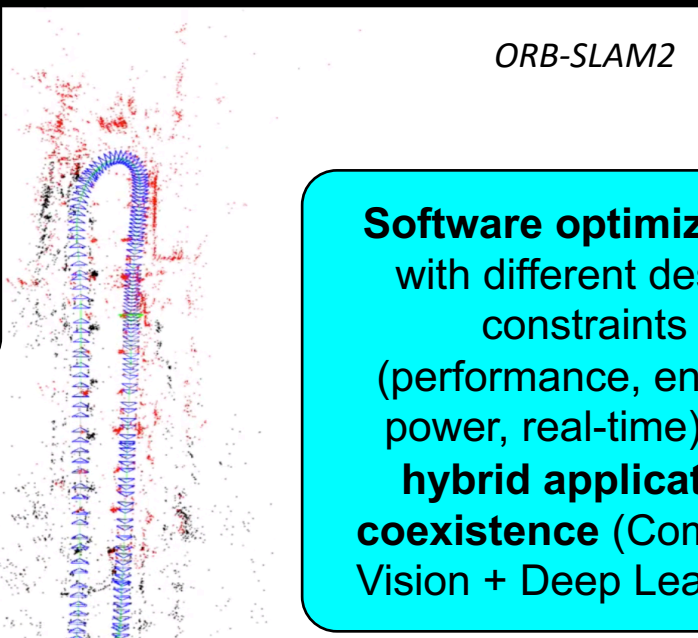 ORB-SLAM2
Software optimiz
with different des
constraints
(performance, en
power, real-time)
hybrid applicat
coexistence (Com
Vision + Deep Lea